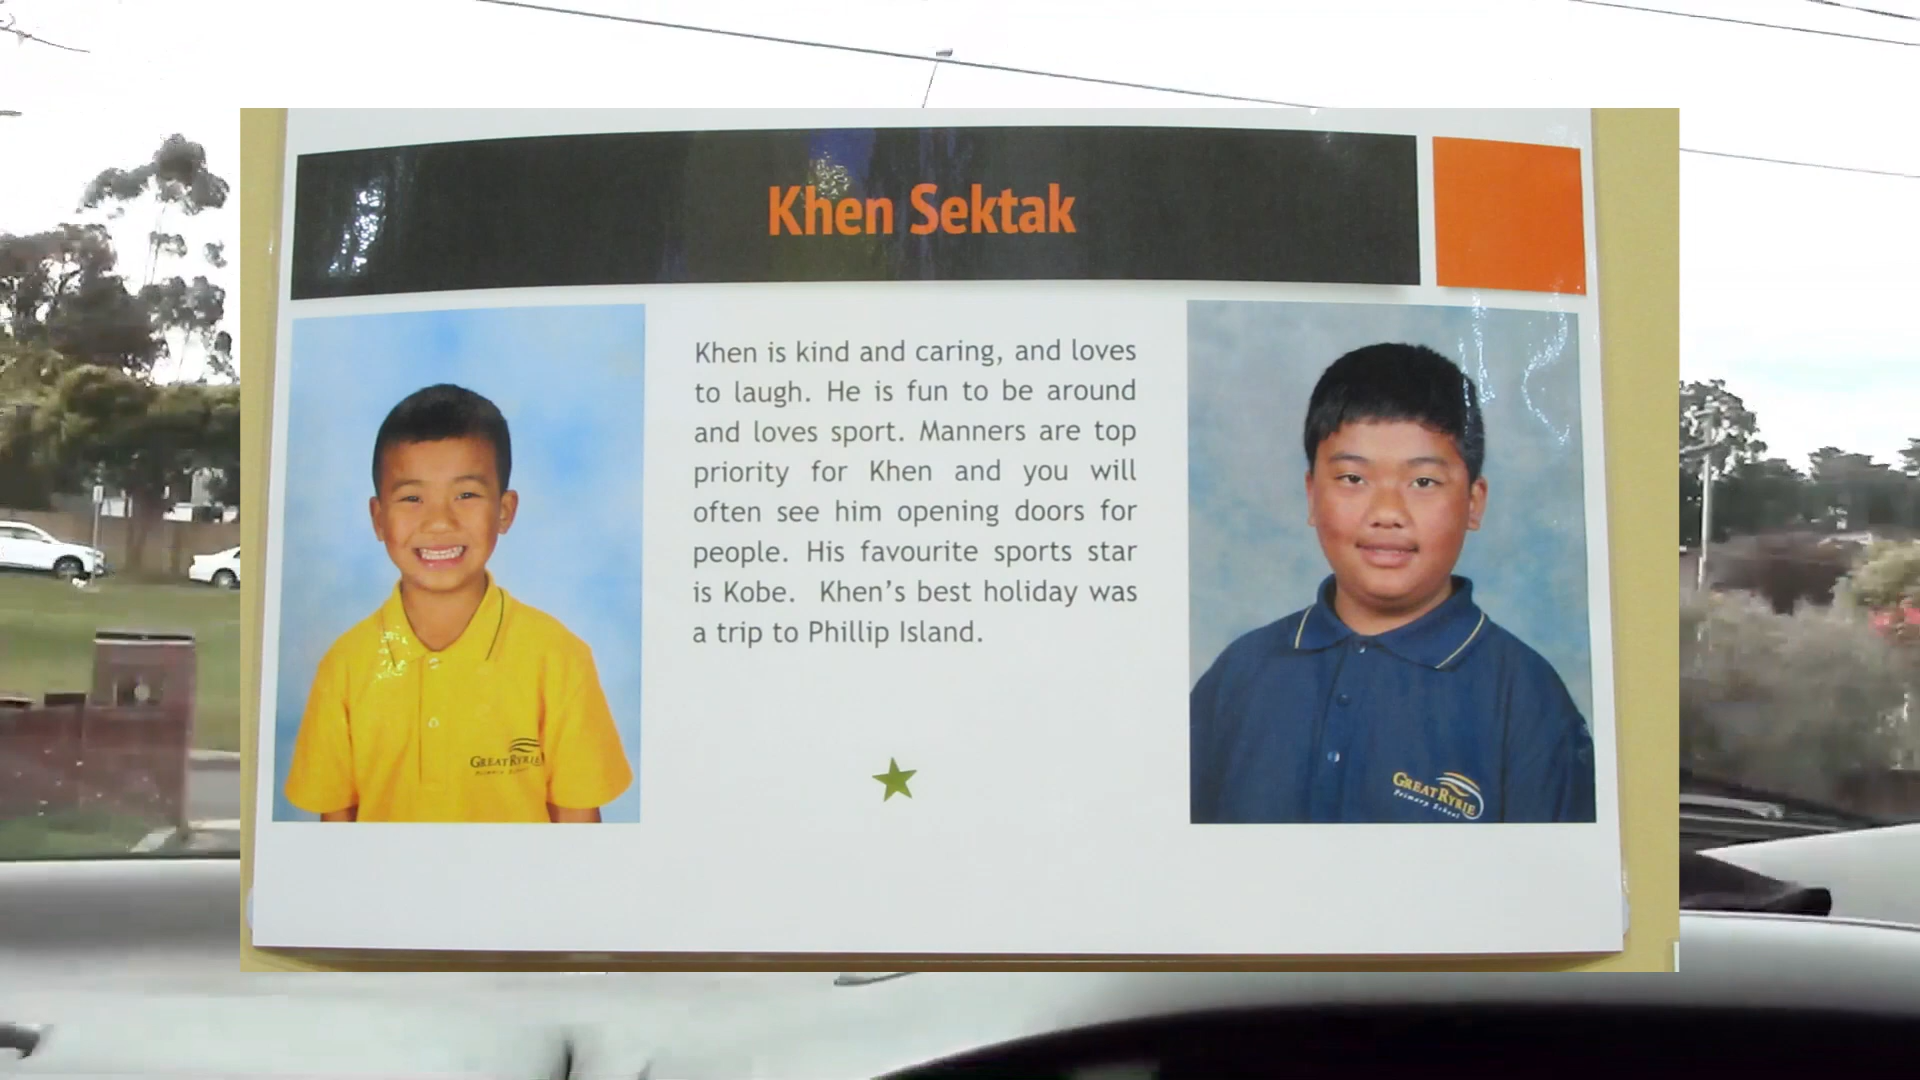 Khen Sektak
Khen is kind and caring, and loves
to laugh. He is fun to be around
and loves sport. Manners are top
priority for Khen and you will
often see him opening doors for
people. His favourite sports star
is Kobe.  Khen’s best holiday was
a trip to Phillip Island.
GREAT RYRIE
Primary School
GREAT RYRIE
Primary School